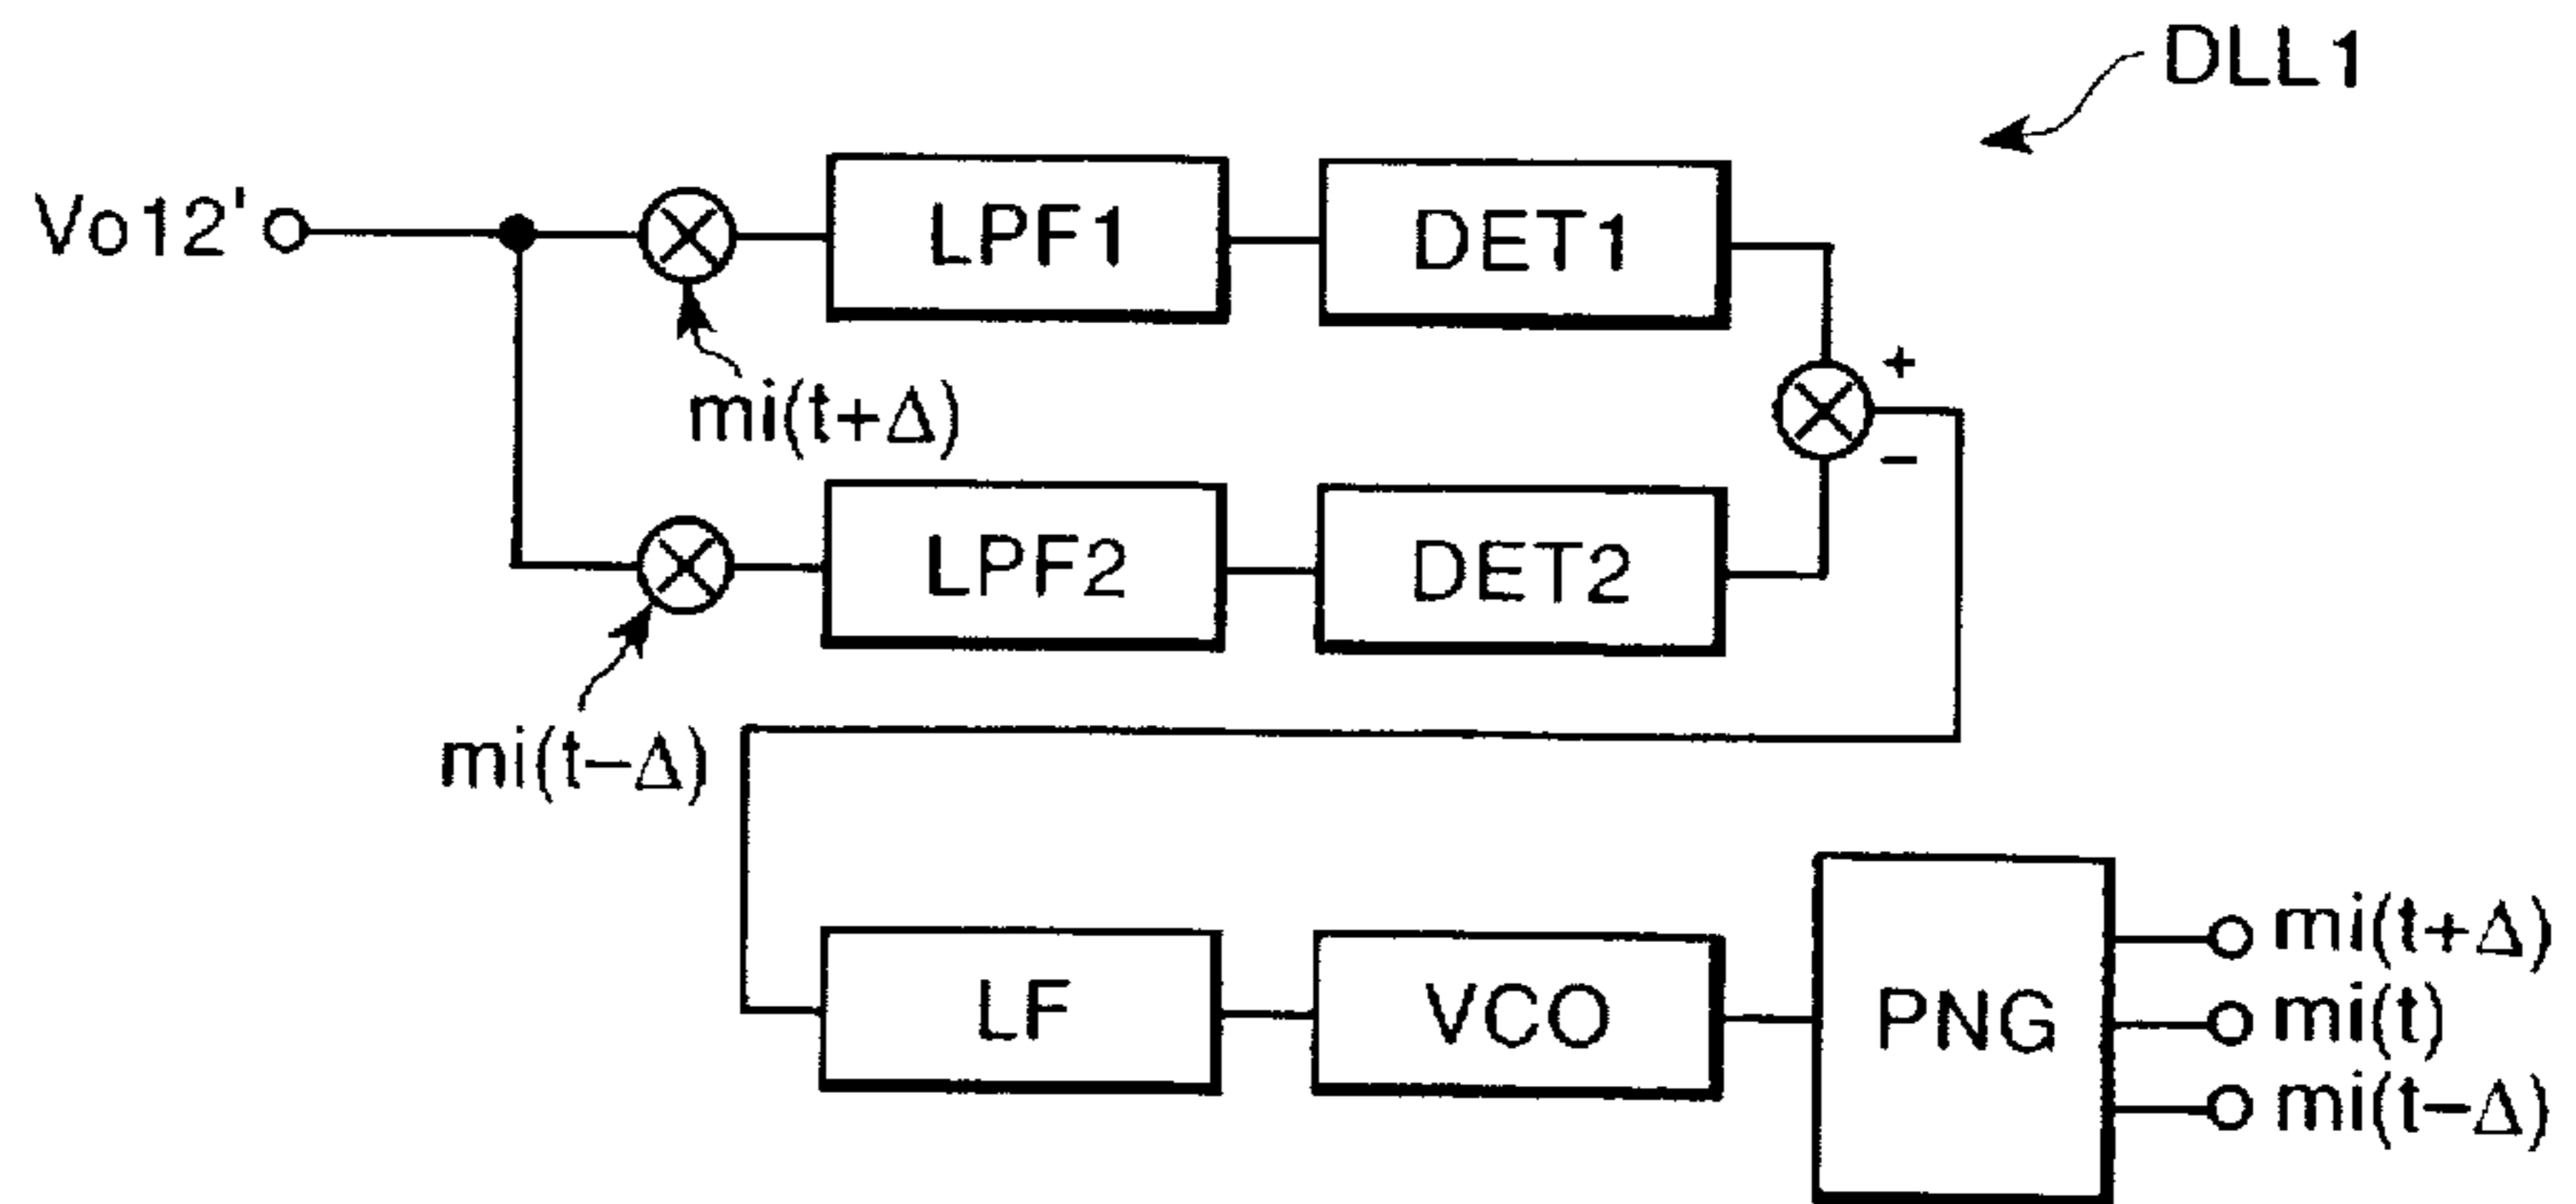 DLL1
Vo12'
LPF1
DET1
mi(t+Δ)
+
−
LPF2
DET2
mi(t−Δ)
LF
VCO
PNG
mi(t+Δ)
mi(t)
mi(t−Δ)